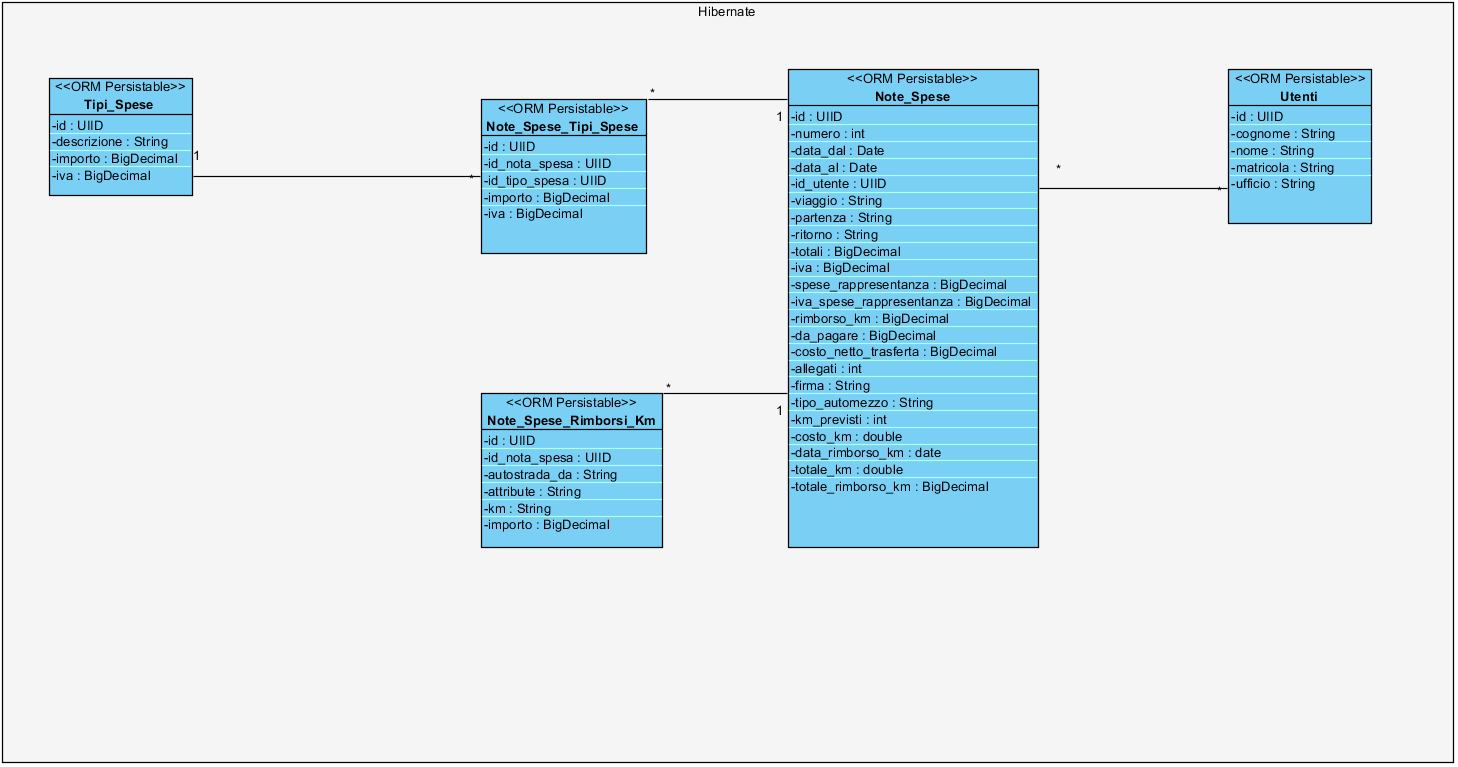 Hibernate
<<ORM Persistable>>
Tipi_Spese
-id : UIID
-descrizione : String
-importo : BigDecimal
-iva : BigDecimal
1
*
<<ORM Persistable>>
Note_Spese_Tipi_Spese
-id : UIID
-id_nota_spesa : UIID
-id_tipo_spesa : UIID
-importo : BigDecimal
-iva : BigDecimal
*
1
<<ORM Persistable>>
Note_Spese_Rimborsi_Km
-id : UIID
-id_nota_spesa : UIID
-autostrada_da : String
-attribute : String
-km : String
-importo : BigDecimal
*
1
<<ORM Persistable>>
Note_Spese
-id : UIID
-numero : int
-data_dal : Date
-data_al : Date
-id_utente : UIID
-viaggio : String
-partenza : String
-ritorno : String
-totali : BigDecimal
-iva : BigDecimal
-spese_rappresentanza : BigDecimal
-iva_spese_rappresentanza : BigDecimal
-rimborso_km : BigDecimal
-da_pagare : BigDecimal
-costo_netto_trasferta : BigDecimal
-allegati : int
-firma : String
-tipo_automezzo : String
-km_previsti : int
-costo_km : double
-data_rimborso_km : date
-totale_km : double
-totale_rimborso_km : BigDecimal
*
*
<<ORM Persistable>>
Utenti
-id : UIID
-cognome : String
-nome : String
-matricola : String
-ufficio : String